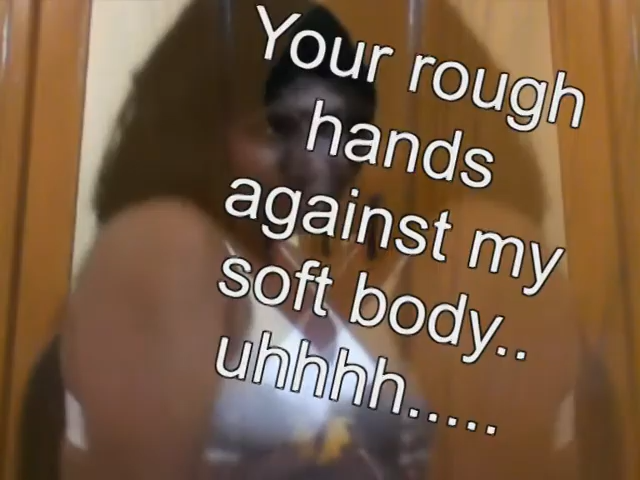 Your rough
hands
against my
soft body..
uhhhh.....